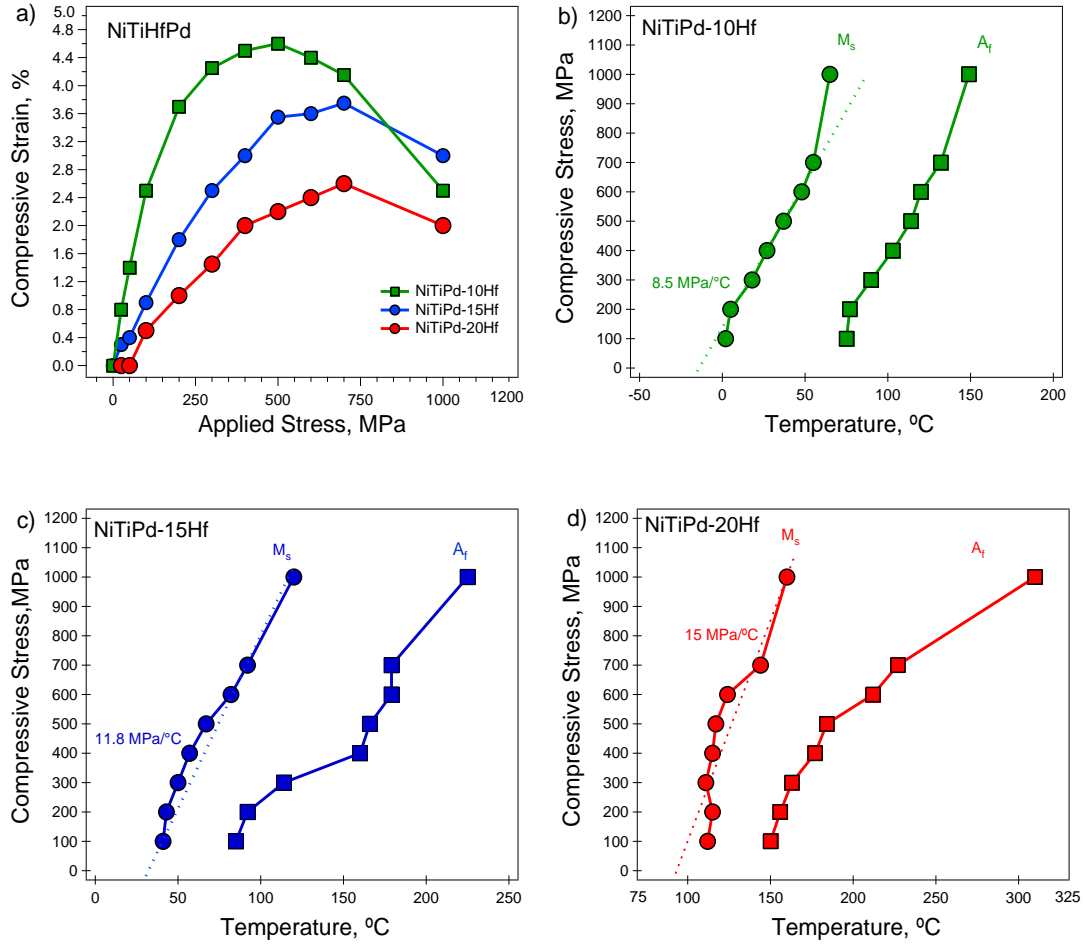 a)
NiTiHfPd
Compressive Strain, %
5.0
4.8
4.4
4.0
3.6
3.2
2.8
2.4
2.0
1.6
1.2
0.8
0.4
0.0
0 250 500 750 1000 1200
Applied Stress, MPa
NiTiPd-10Hf
NiTiPd-15Hf
NiTiPd-20Hf
b)
NiTiPd-10Hf
Compressive Stress, MPa
1200
1100
1000
900
800
700
600
500
400
300
200
100
0
-50 0 50 100 150 200
Temperature, ºC
Ms
Af
8.5 MPa/°C
c)
NiTiPd-15Hf
Compressive Stress,MPa
1200
1100
1000
900
800
700
600
500
400
300
200
100
0
0 50 100 150 200 250
Temperature, ºC
Ms
Af
11.8 MPa/°C
d)
NiTiPd-20Hf
Compressive Stress, MPa
1200
1100
1000
900
800
700
600
500
400
300
200
100
0
75 150 200 250 310 325
Temperature, ºC
Ms
Af
15 MPa/ºC